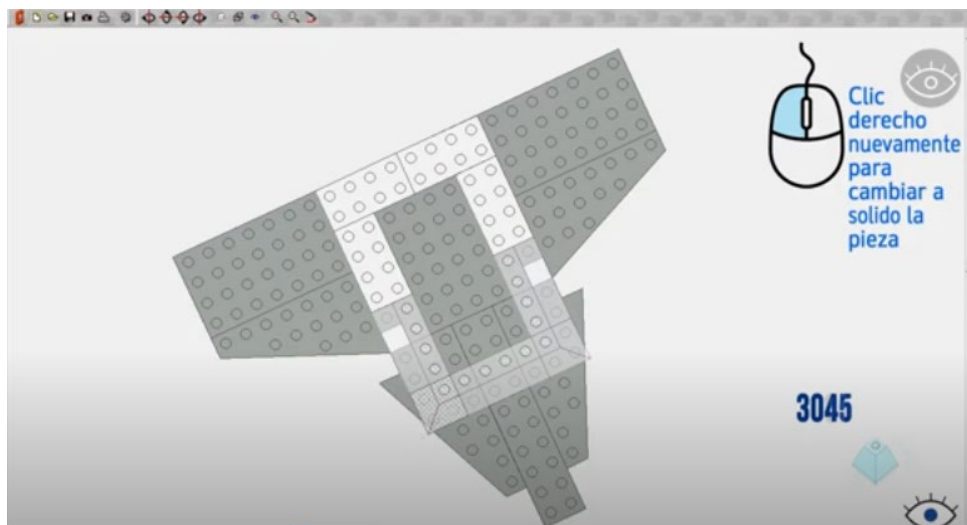 Clic
derecho
nuevamente
para
cambiar a
solido la
pieza
3045